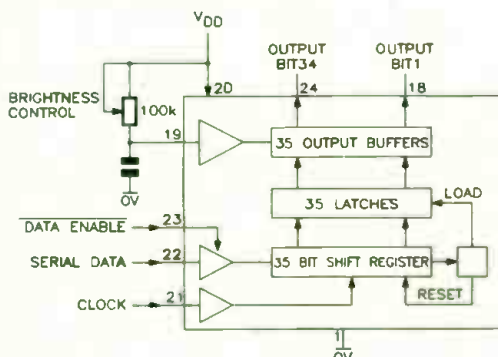 V_DD
OUTPUT BIT34
OUTPUT BIT1
20
24
18
BRIGHTNESS CONTROL
100k
19
35 OUTPUT BUFFERS
0V
35 LATCHES
LOAD
DATA ENABLE
23
SERIAL DATA
22
35 BIT SHIFT REGISTER
CLOCK
21
RESET
1
0V